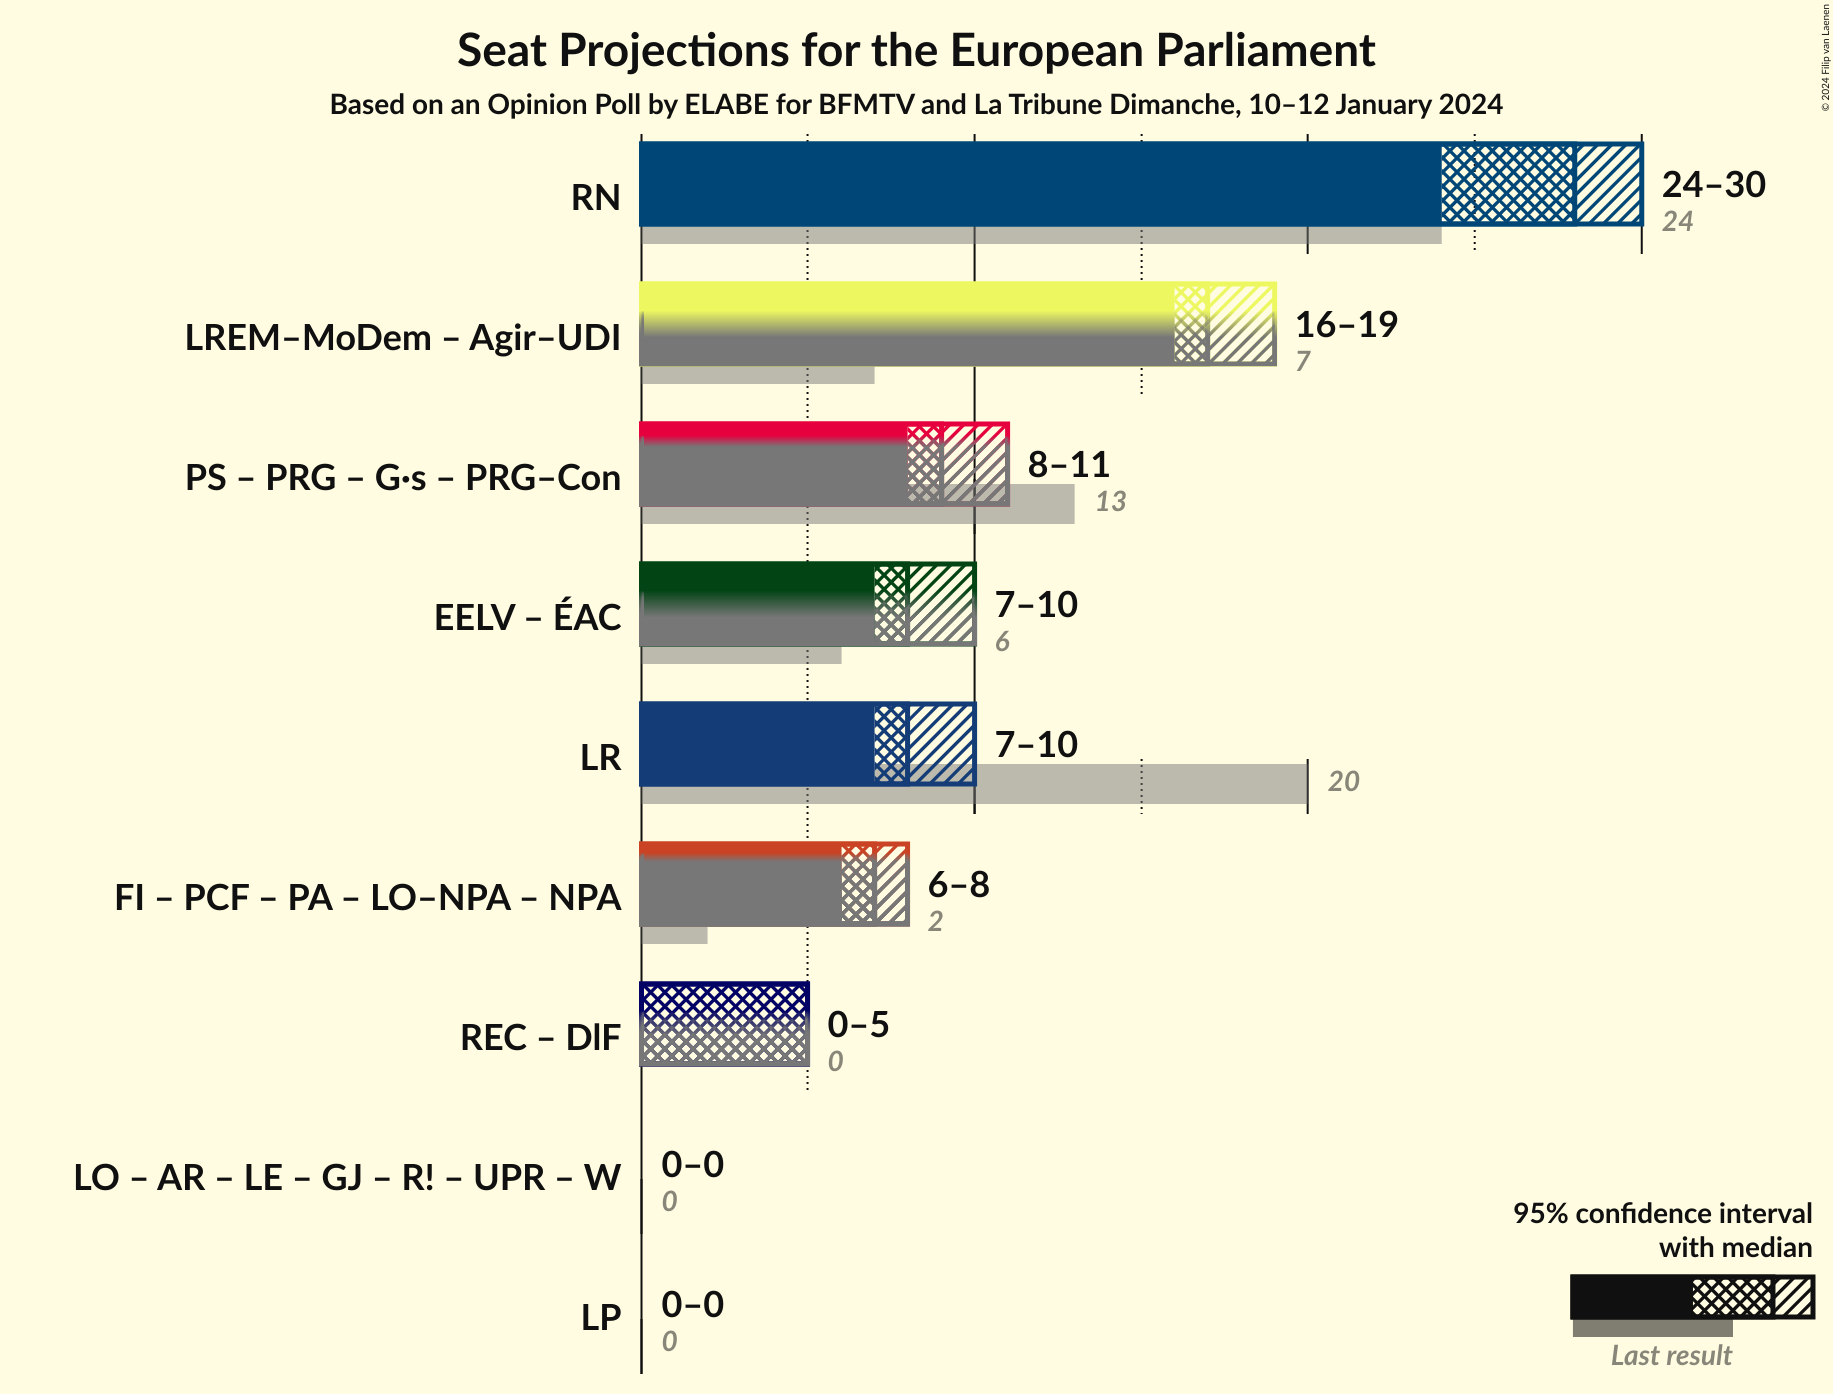 Seat Projections for the European Parliament
Based on an Opinion Poll by ELABE for BFMTV and La Tribune Dimanche, 10–12 January 2024
© 2024 Filip van Laenen
RN
24–30
24
LREM–MoDem – Agir–UDI
16–19
7
PS – PRG – G·s – PRG–Con
8–11
13
EELV – ÉAC
7–10
6
LR
7–10
20
FI – PCF – PA – LO–NPA – NPA
6–8
2
REC – DlF
0–5
0
LO – AR – LE – GJ – R! – UPR – W
0–0
0
LP
0–0
0
95% confidence interval
with median
Last result